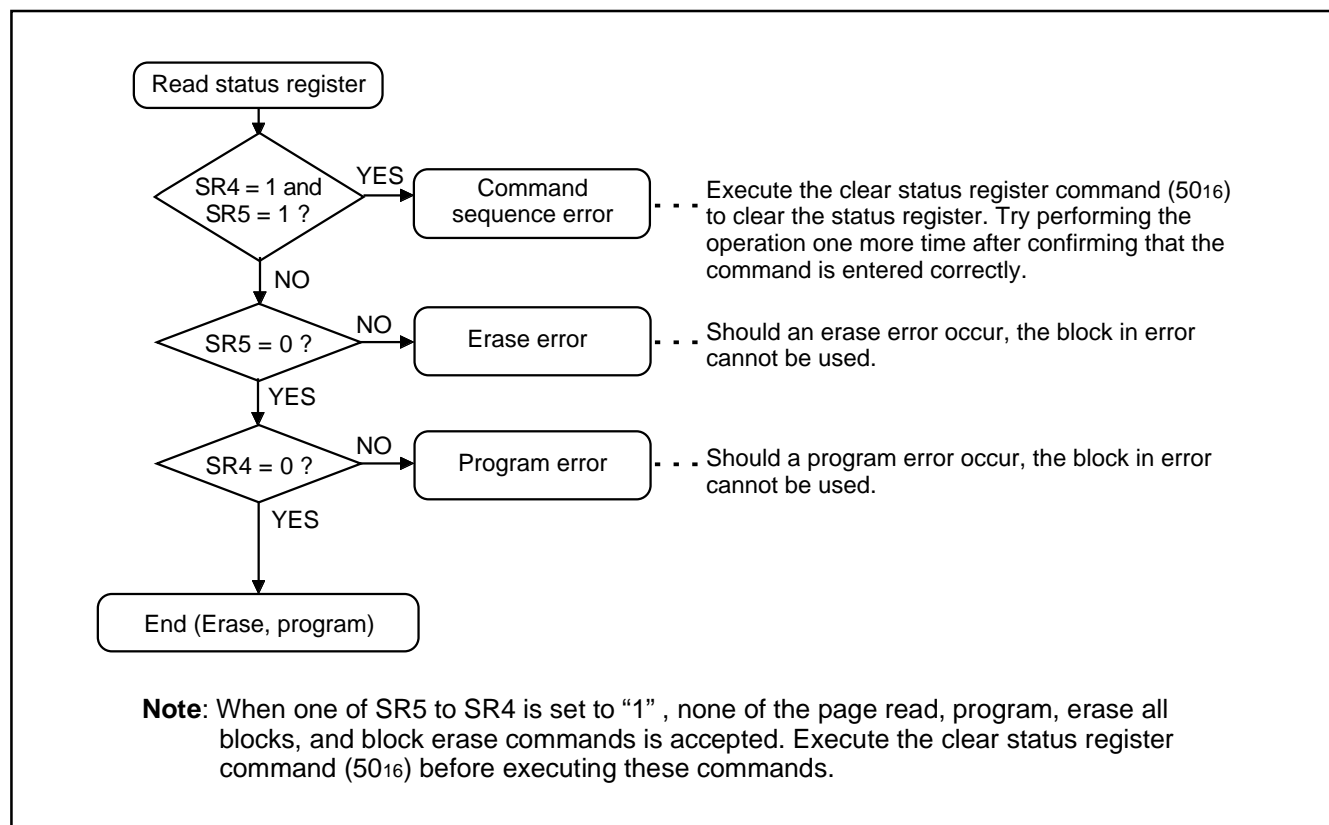 Read status register
SR4 = 1 and
SR5 = 1 ?
YES
Command
sequence error
Execute the clear status register command (5016)
to clear the status register. Try performing the
operation one more time after confirming that the
command is entered correctly.
NO
SR5 = 0 ?
NO
Erase error
Should an erase error occur, the block in error
cannot be used.
YES
SR4 = 0 ?
NO
Program error
Should a program error occur, the block in error
cannot be used.
YES
End (Erase, program)
Note: When one of SR5 to SR4 is set to “1” , none of the page read, program, erase all
blocks, and block erase commands is accepted. Execute the clear status register
command (5016) before executing these commands.